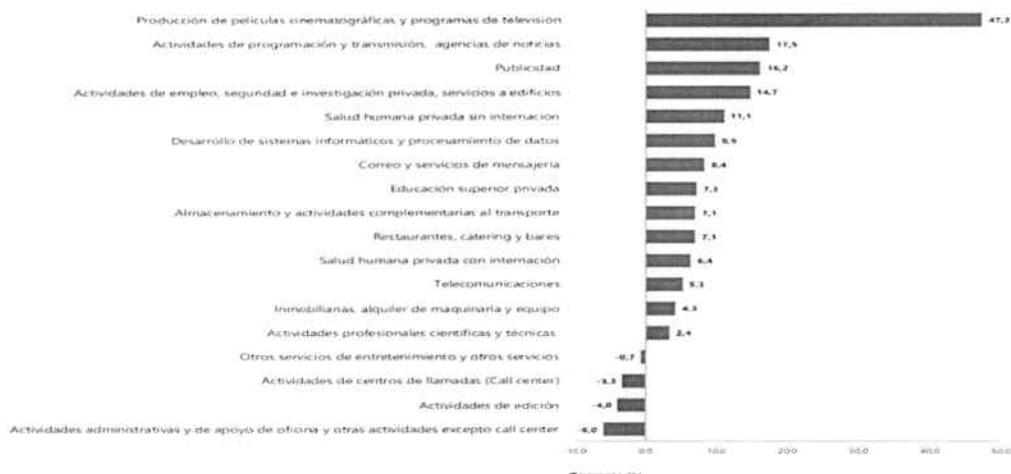 Producción de películas cinematográficas y programas de televisión 47,2
Actividades de programación y transmisión, agencias de noticias 17,5
Publicidad 16,2
Actividades de empleo, seguridad e investigación privada, servicios a edificios 14,7
Salud humana privada sin internación 11,1
Desarrollo de sistemas informáticos y procesamiento de datos 9,9
Correo y servicios de mensajería 8,4
Educación superior privada 7,3
Almacenamiento y actividades complementarias al transporte 7,1
Restaurantes, catering y bares 7,1
Salud humana privada con internación 6,4
Telecomunicaciones 5,3
Inmobilianas, alquiler de maquinaria y equipo 4,3
Actividades profesionales científicas y técnicas 2,4
Otros servicios de entretenimiento y otros servicios -0,7
Actividades de centros de llamadas (Call center) -3,3
Actividades de edición -4,0
Actividades administrativas y de apoyo de oficina y otras actividades excepto call center -6,0
-10,0 0,0 10,0 20,0 30,0 40,0 50,0